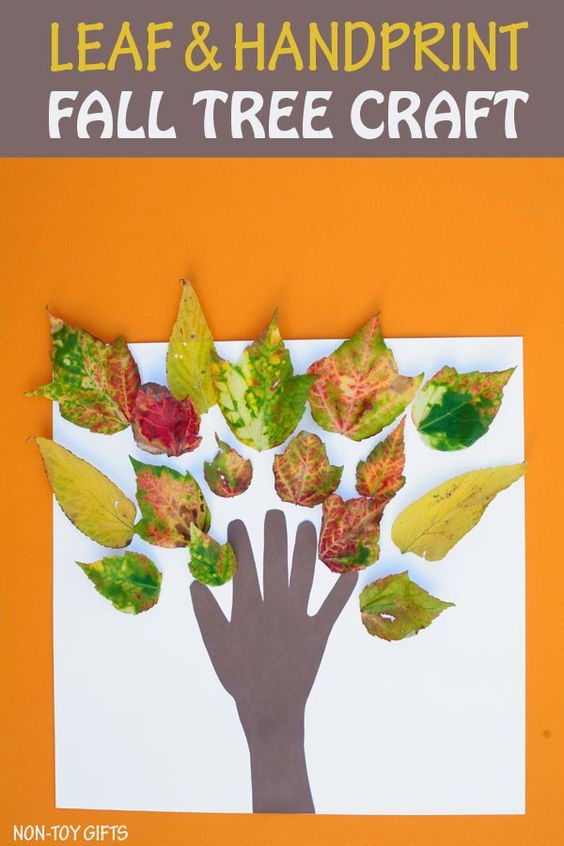 LEAF & HANDPRINT
FALL TREE CRAFT
NON-TOY GIFTS